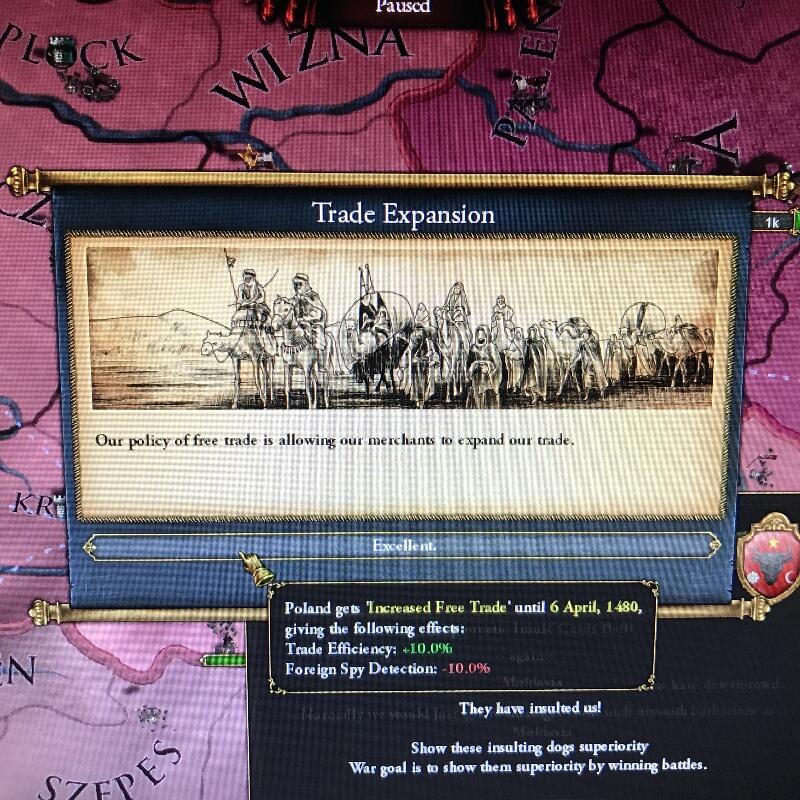 Paused
PLOCK
WIZNA
1k
Trade Expansion
Our policy of free trade is allowing our merchants to expand our trade.
KR
Excellent.
Poland gets 'Increased Free Trade' until 6 April, 1480,
giving the following effects:
Trade Efficiency: +10.0%
Foreign Spy Detection: -10.0%
They have insulted us!
Show these insulting dogs superiority
War goal is to show them superiority by winning battles.
EN
SZEPES